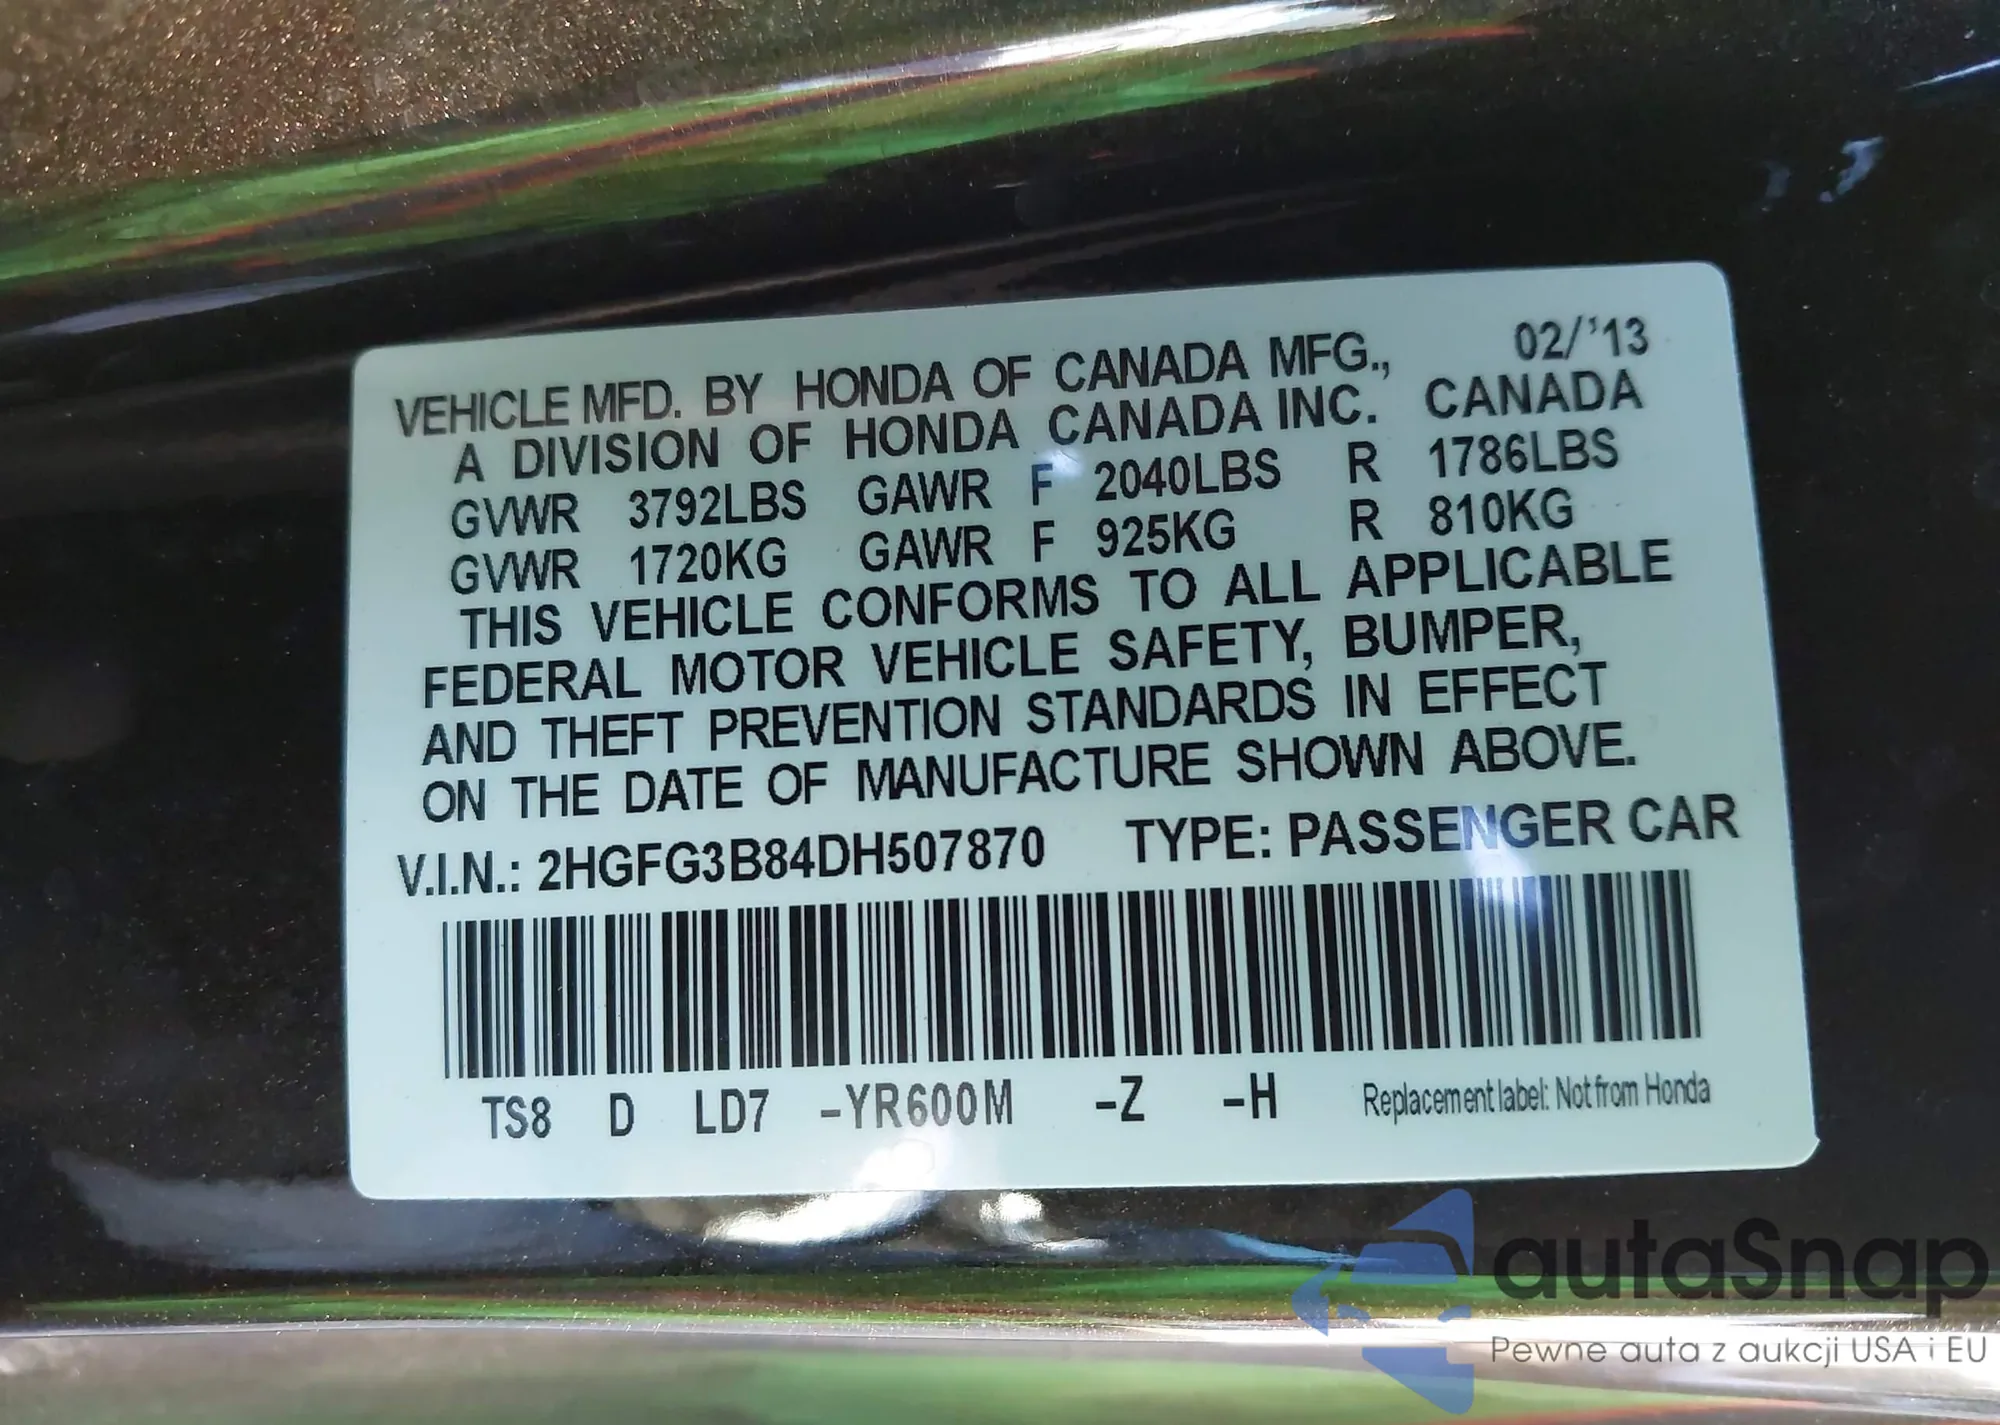 02/'13
VEHICLE MFD. BY HONDA OF CANADA MFG.,
A DIVISION OF HONDA CANADA INC. CANADA
GVWR 3792LBS GAWR F 2040LBS R 1786LBS
GVWR 1720KG GAWR F 925KG R 810KG
THIS VEHICLE CONFORMS TO ALL APPLICABLE
FEDERAL MOTOR VEHICLE SAFETY, BUMPER,
AND THEFT PREVENTION STANDARDS IN EFFECT
ON THE DATE OF MANUFACTURE SHOWN ABOVE.
V.I.N.: 2HGFG3B84DH507870 TYPE: PASSENGER CAR
TS8 D LD7 -YR600M -Z -H Replacement label: Not from Honda
autaSnap
Pewne auta z aukcji USA i EU